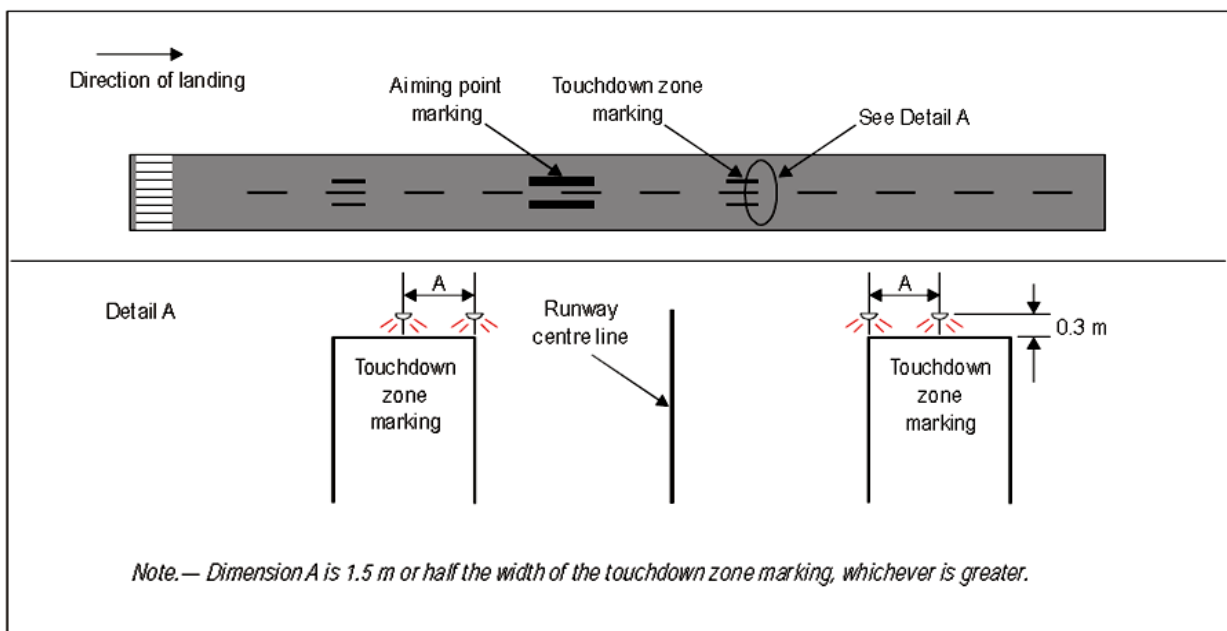 Direction of landing
Aiming point
marking
Touchdown zone
marking
See Detail A
Detail A
A
Runway
centre line
A
0.3 m
Touchdown
zone
marking
Touchdown
zone
marking
Note.— Dimension A is 1.5 m or half the width of the touchdown zone marking, whichever is greater.